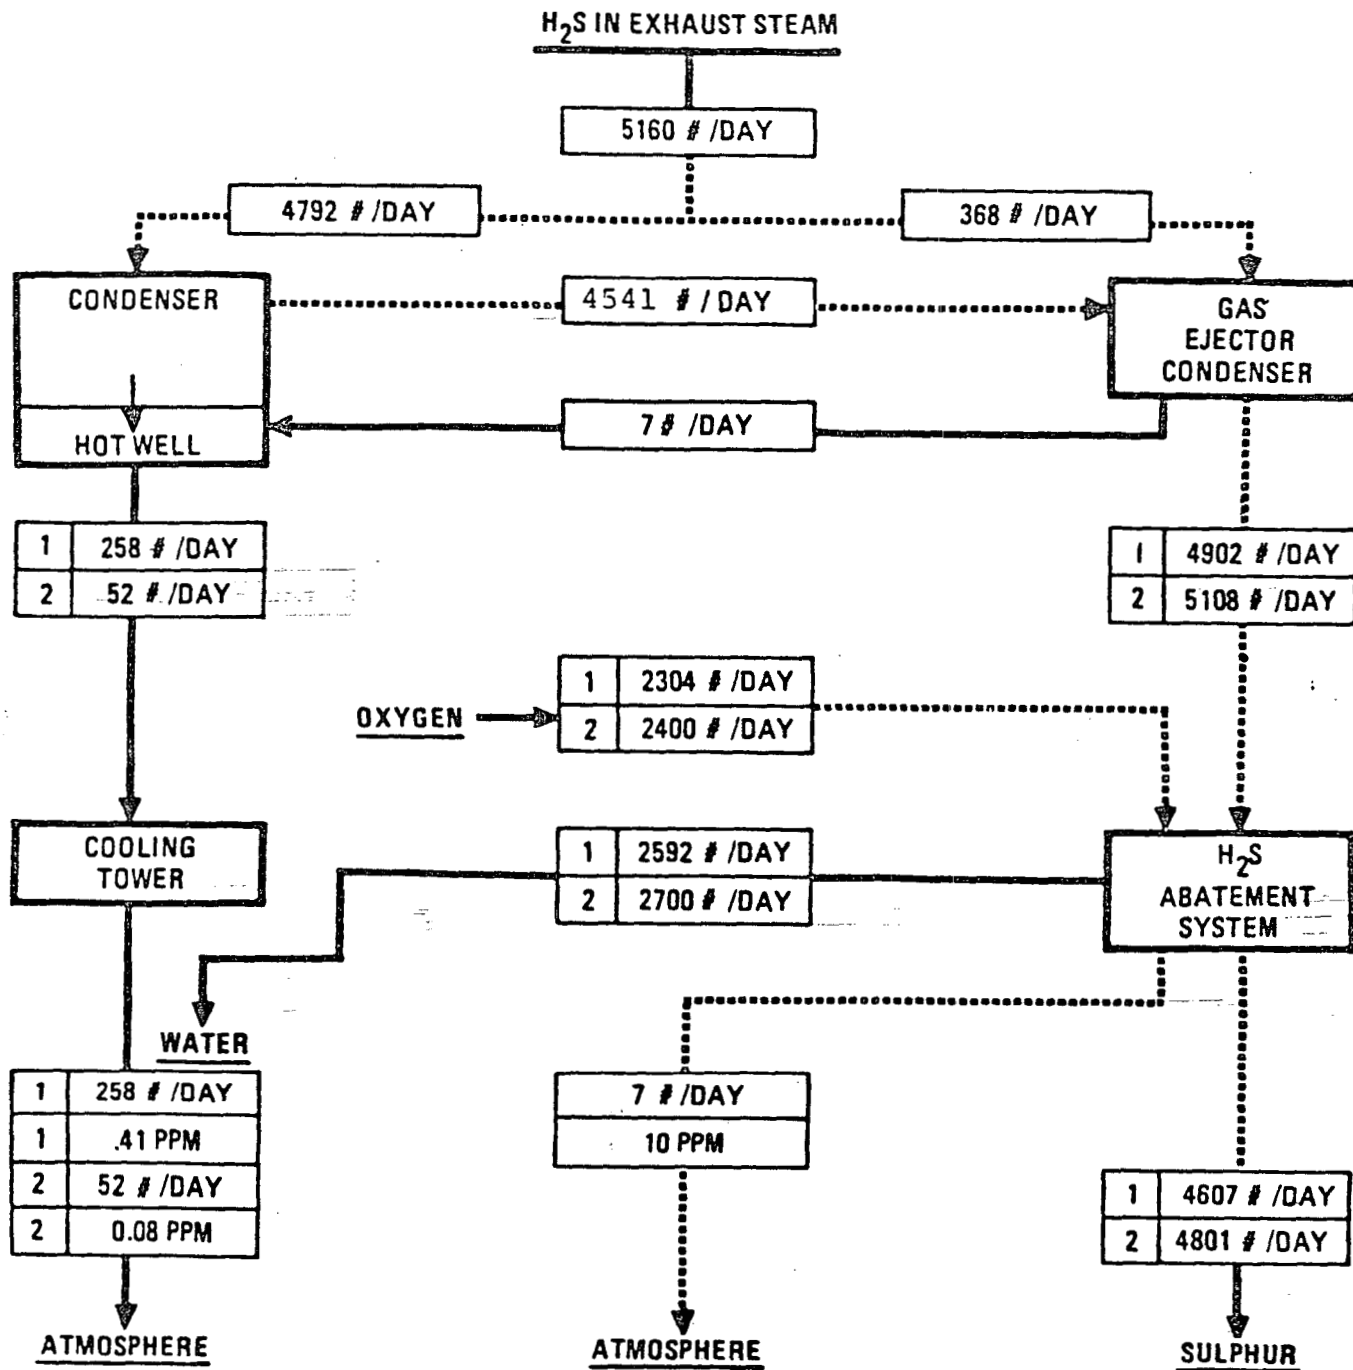 H2S IN EXHAUST STEAM
5160 # /DAY
4792 # /DAY
368 # /DAY
CONDENSER
4541 # / DAY
GAS
EJECTOR
CONDENSER
7 # /DAY
HOT WELL
1 258 # /DAY
2 52 # /DAY
1 4902 # /DAY
2 5108 # /DAY
OXYGEN
1 2304 # /DAY
2 2400 # /DAY
COOLING
TOWER
1 2592 # /DAY
2 2700 # /DAY
H2S
ABATEMENT
SYSTEM
WATER
1 258 # /DAY
1 .41 PPM
2 52 # /DAY
2 0.08 PPM
7 # /DAY
10 PPM
1 4607 # /DAY
2 4801 # /DAY
ATMOSPHERE
ATMOSPHERE
SULPHUR